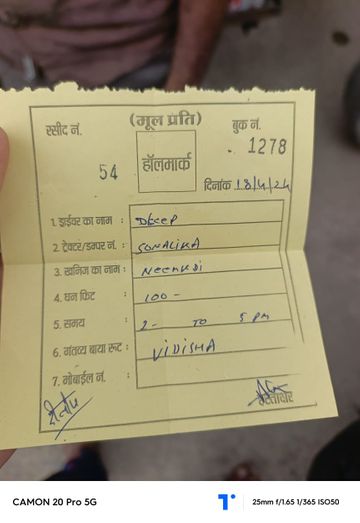 (मूल प्रति)
रसीद नं. 54
बुक नं. 1278
हॉलमार्क
दिनांक 18/4/24
1. ड्राईवर का नाम : DEEP
2. ट्रेक्टर/डम्पर नं. : SONALIKA
3. खनिज का नाम :
4. घन फिट : 100 -
5. समय : 2- TO 5 PM
6. गंतव्य बाया रूट : VIDISHA
7. मोबाईल नं. :
हस्ताक्षर
CAMON 20 Pro 5G
25mm f/1.65 1/365 ISO50